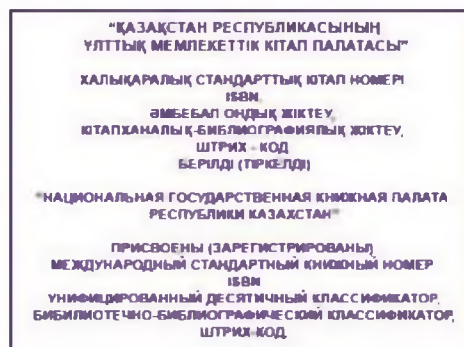 “ҚАЗАҚСТАН РЕСПУБЛИКАСЫНЫҢ
ҰЛТТЫҚ МЕМЛЕКЕТТІК КІТАП ПАЛАТАСЫ”
ХАЛЫҚАРАЛЫҚ СТАНДАРТТЫҚ КІТАП НОМЕРІ
ISBN,
ӘМБЕБАП ОНДЫҚ ЖІКТЕУ,
КІТАПХАНАЛЫҚ-БИБЛИОГРАФИЯЛЫҚ ЖІКТЕУ,
ШТРИХ - КОД
БЕРІЛДІ (ТІРКЕЛДІ)
“НАЦИОНАЛЬНАЯ ГОСУДАРСТВЕННАЯ КНИЖНАЯ ПАЛАТА
РЕСПУБЛИКИ КАЗАХСТАН”
ПРИСВОЕНЫ (ЗАРЕГИСТРИРОВАНЫ)
МЕЖДУНАРОДНЫЙ СТАНДАРТНЫЙ КНИЖНЫЙ НОМЕР
ISBN
УНИФИЦИРОВАННЫЙ ДЕСЯТИЧНЫЙ КЛАССИФИКАТОР,
БИБИЛИОТЕЧНО-БИБЛИОГРАФИЧЕСКИЙ КЛАССИФИКАТОР,
ШТРИХ-КОД,